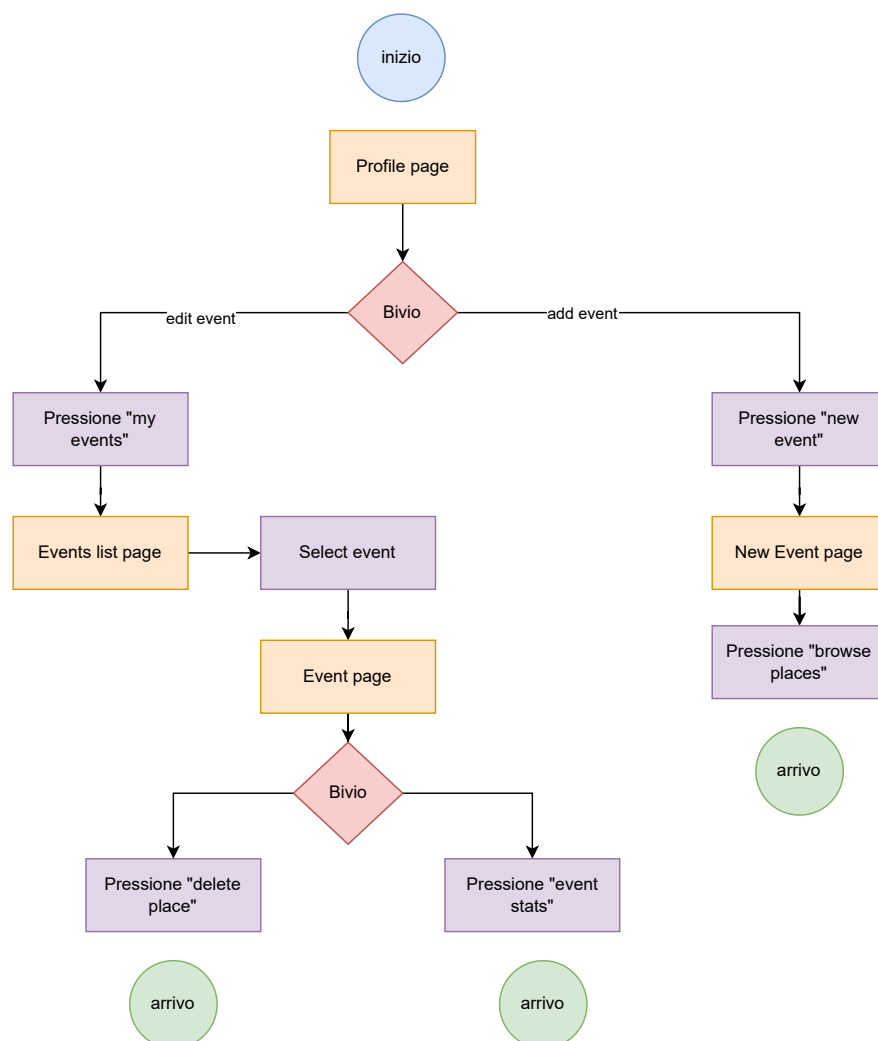 inizio
Profile page
Bivio
edit event
add event
Pressione "my
events"
Pressione "new
event"
Events list page
Select event
New Event page
Event page
Pressione "browse
places"
Bivio
arrivo
Pressione "delete
place"
Pressione "event
stats"
arrivo
arrivo